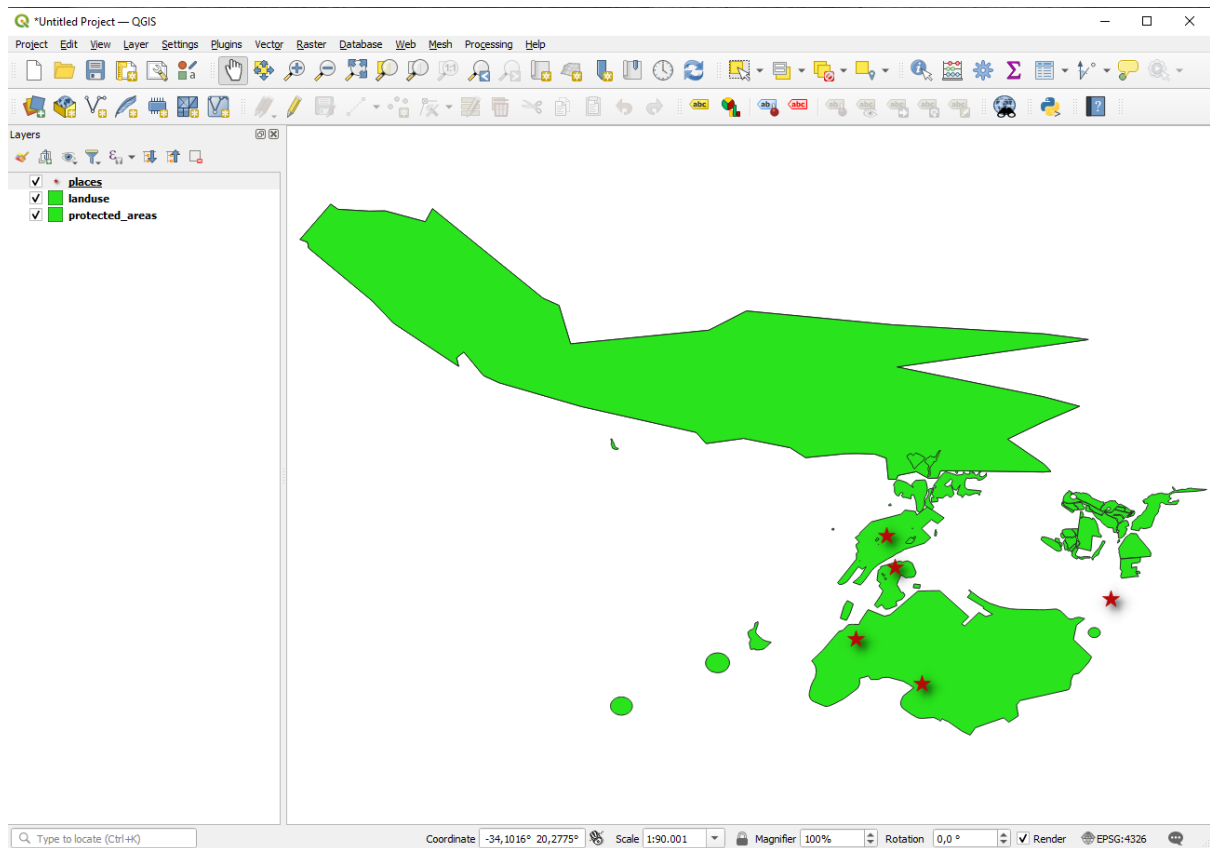 *Untitled Project — QGIS
Project Edit View Layer Settings Plugins Vector Raster Database Web Mesh Processing Help
Layers
places
landuse
protected_areas
Type to locate (Ctrl+K) Coordinate -34,1016° 20,2775° Scale 1:90.001 Magnifier 100% Rotation 0,0 ° Render EPSG:4326